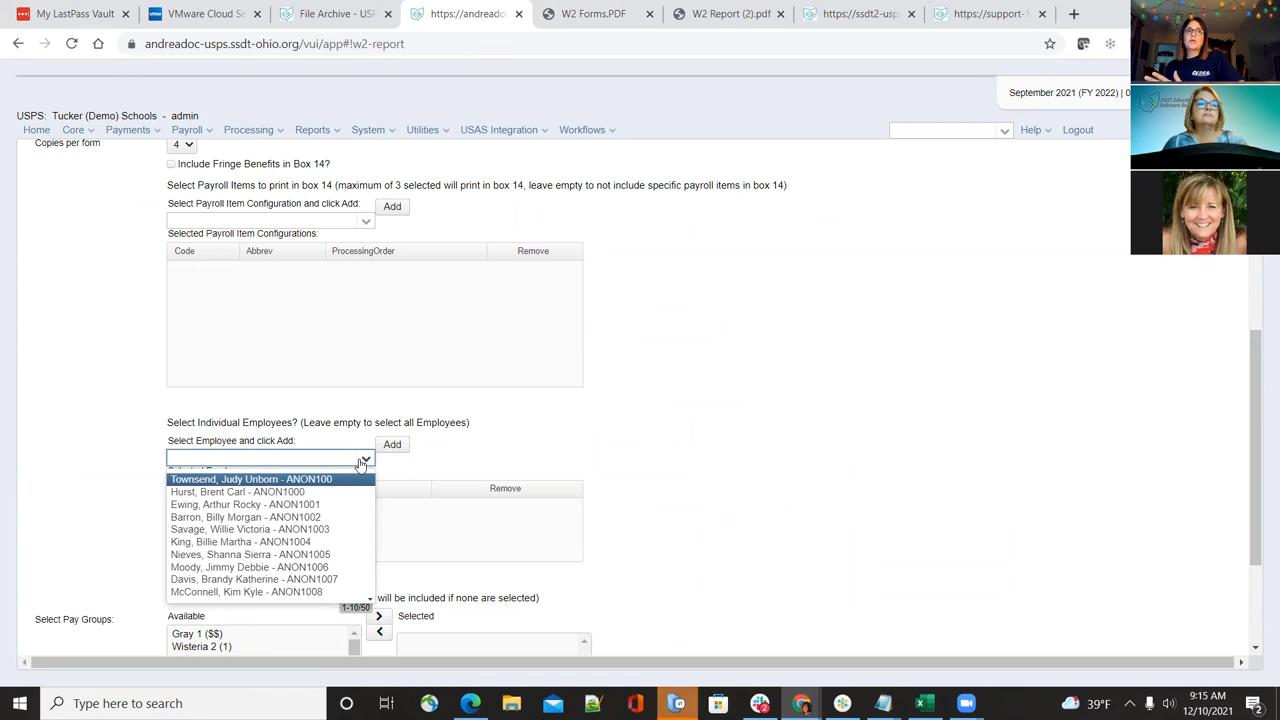 My LastPass Vault
VMware Cloud Se
File Archive - USP
https://andreadoc
W2 Forms.PDF
W2 Report (2).pdf
https://ssdt2-usp
https://support-1
andreadoc-usps.ssdt-ohio.org/vui/app#!w2-report
September 2021 (FY 2022) | 0
USPS. Tucker (Demo) Schools - admin
Home Core Payments Payroll Processing Reports System Utilities USAS Integration Workflows Help Logout
Copies per form
4
Include Fringe Benefits in Box 14?
Select Payroll Items to print in box 14 (maximum of 3 selected will print in box 14, leave empty to not include specific payroll items in box 14)
Select Payroll Item Configuration and click Add:
Add
Selected Payroll Item Configurations:
Code Abbrev ProcessingOrder Remove
Select Individual Employees? (Leave empty to select all Employees)
Select Employee and click Add:
Add
Townsend, Judy Unborn - ANON100
Remove
Hurst, Brent Carl - ANON1000
Ewing, Arthur Rocky - ANON1001
Barron, Billy Morgan - ANON1002
Savage, Willie Victoria - ANON1003
King, Billie Martha - ANON1004
Nieves, Shanna Sierra - ANON1005
Moody, Jimmy Debbie - ANON1006
Davis, Brandy Katherine - ANON1007
McConnell, Kim Kyle - ANON1008
will be included if none are selected)
1-10/50
Select Pay Groups:
Available
Selected
Gray 1 ($$)
Wisteria 2 (1)
Type here to search
39°F
9:15 AM
12/10/2021
2